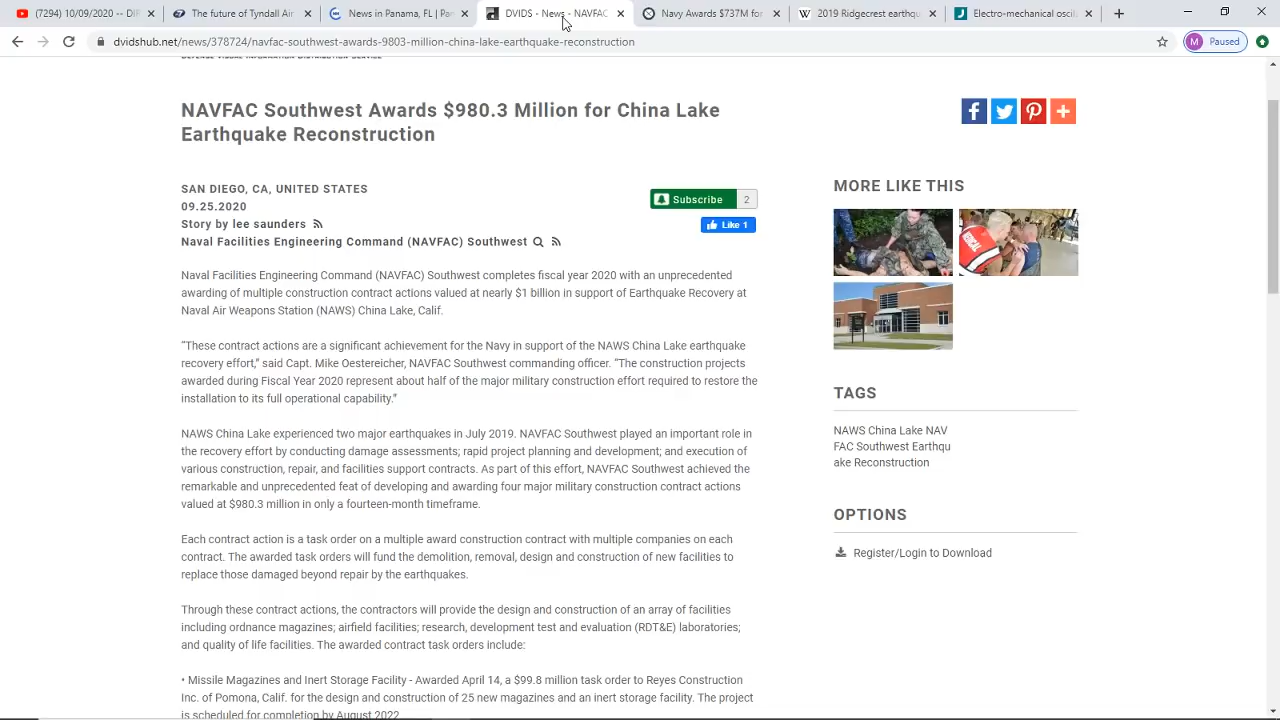 (7294) 10/09/2020 -- DiR
The Dispatch
Panama City, FL | Pan
DVIDS - News - NAVFAC
Navy Awards $737M for
2019 Ridgecrest earthqu
Electro-mechanical oscil
dvidshub.net/news/378724/navfac-southwest-awards-9803-million-china-lake-earthquake-reconstruction
M Paused
DEFENSE VISUAL INFORMATION DISTRIBUTION SERVICE
NAVFAC Southwest Awards $980.3 Million for China Lake
Earthquake Reconstruction
SAN DIEGO, CA, UNITED STATES
09.25.2020
Story by lee saunders
Naval Facilities Engineering Command (NAVFAC) Southwest
Subscribe 2
Like 1
Naval Facilities Engineering Command (NAVFAC) Southwest completes fiscal year 2020 with an unprecedented
awarding of multiple construction contract actions valued at nearly $1 billion in support of Earthquake Recovery at
Naval Air Weapons Station (NAWS) China Lake, Calif.
“These contract actions are a significant achievement for the Navy in support of the NAWS China Lake earthquake
recovery effort,” said Capt. Mike Oestereicher, NAVFAC Southwest commanding officer. “The construction projects
awarded during Fiscal Year 2020 represent about half of the major military construction effort required to restore the
installation to its full operational capability.”
NAWS China Lake experienced two major earthquakes in July 2019. NAVFAC Southwest played an important role in
the recovery effort by conducting damage assessments; rapid project planning and development; and execution of
various construction, repair, and facilities support contracts. As part of this effort, NAVFAC Southwest achieved the
remarkable and unprecedented feat of developing and awarding four major military construction contract actions
valued at $980.3 million in only a fourteen-month timeframe.
Each contract action is a task order on a multiple award construction contract with multiple companies on each
contract. The awarded task orders will fund the demolition, removal, design and construction of new facilities to
replace those damaged beyond repair by the earthquakes.
Through these contract actions, the contractors will provide the design and construction of an array of facilities
including ordnance magazines; airfield facilities; research, development test and evaluation (RDT&E) laboratories;
and quality of life facilities. The awarded contract task orders include:
• Missile Magazines and Inert Storage Facility - Awarded April 14, a $99.8 million task order to Reyes Construction
Inc. of Pomona, Calif. for the design and construction of 25 new magazines and an inert storage facility. The project
is scheduled for completion by August 2022.
MORE LIKE THIS
TAGS
NAWS China Lake NAV
FAC Southwest Earthqu
ake Reconstruction
OPTIONS
Register/Login to Download